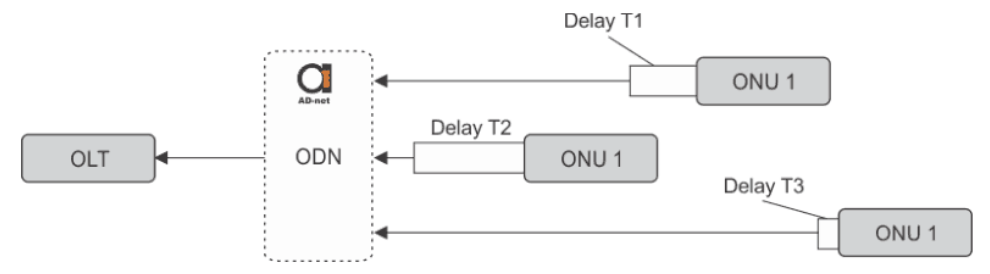 Delay T1
ONU 1
AD-net
Delay T2
OLT
ODN
ONU 1
Delay T3
ONU 1